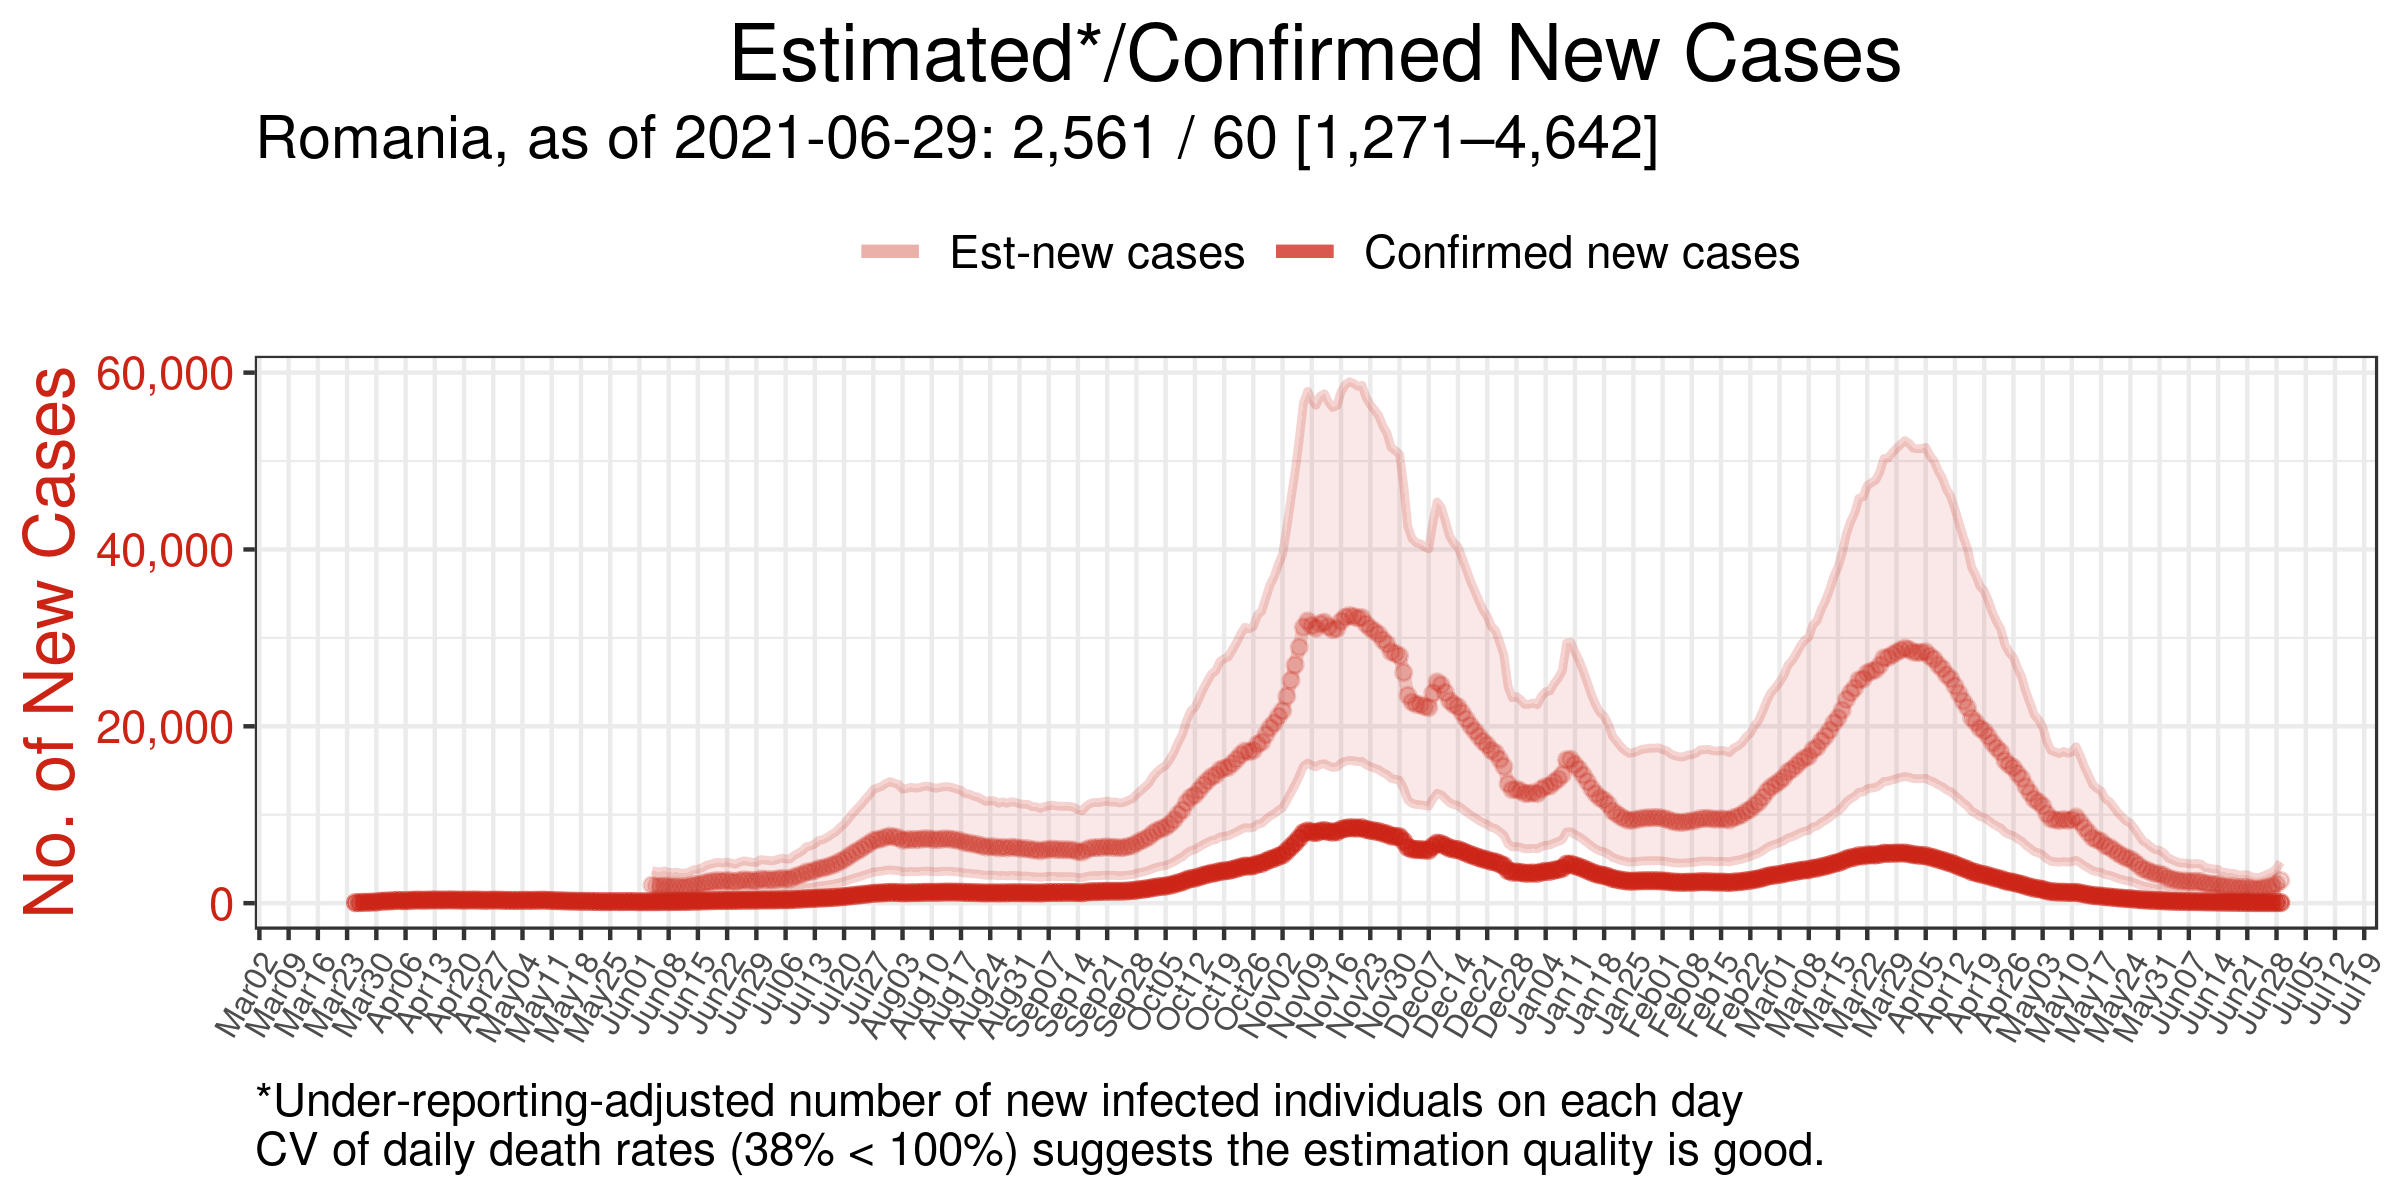 Estimated*/Confirmed New Cases
Romania, as of 2021-06-29: 2,561 / 60 [1,271–4,642]
Est-new cases
Confirmed new cases
No. of New Cases
60,000
40,000
20,000
0
Mar02
Mar09
Mar16
Mar23
Mar30
Apr06
Apr13
Apr20
Apr27
May04
May11
May18
May25
Jun01
Jun08
Jun15
Jun22
Jun29
Jul06
Jul13
Jul20
Jul27
Aug03
Aug10
Aug17
Aug24
Aug31
Sep07
Sep14
Sep21
Sep28
Oct05
Oct12
Oct19
Oct26
Nov02
Nov09
Nov16
Nov23
Nov30
Dec07
Dec14
Dec21
Dec28
Jan04
Jan11
Jan18
Jan25
Feb01
Feb08
Feb15
Feb22
Mar01
Mar08
Mar15
Mar22
Mar29
Apr05
Apr12
Apr19
Apr26
May03
May10
May17
May24
May31
Jun07
Jun14
Jun21
Jun28
Jul05
Jul12
Jul19
*Under-reporting-adjusted number of new infected individuals on each day
CV of daily death rates (38% < 100%) suggests the estimation quality is good.